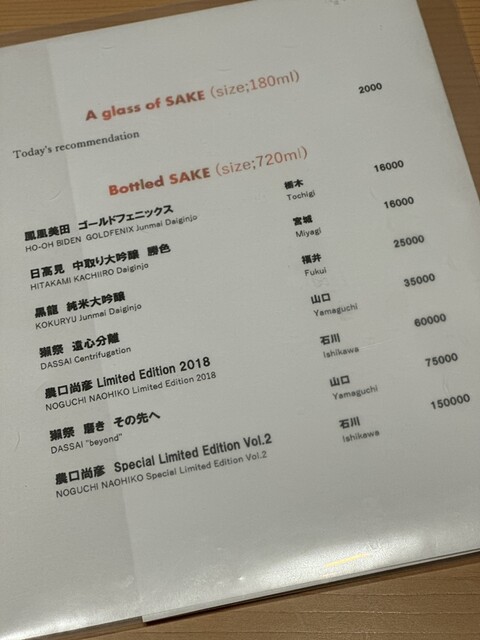 A glass of SAKE (size;180ml)
Today's recommendation 2000
Bottled SAKE (size;720ml)
鳳凰美田 ゴールドフェニックス 栃木 16000
HO-OH BIDEN GOLDFENIX Junmai Daiginjo Tochigi
日高見 中取り大吟醸 勝色 宮城 16000
HITAKAMI KACHIIRO Daiginjo Miyagi
黒龍 純米大吟醸 福井 25000
KOKURYU Junmai Daiginjo Fukui
獺祭 遠心分離 山口 35000
DASSAI Centrifugation Yamaguchi
農口尚彦 Limited Edition 2018 石川 60000
NOGUCHI NAOHIKO Limited Edition 2018 Ishikawa
獺祭 磨き その先へ 山口 75000
DASSAI "beyond" Yamaguchi
農口尚彦 Special Limited Edition Vol.2 石川 150000
NOGUCHI NAOHIKO Special Limited Edition Vol.2 Ishikawa